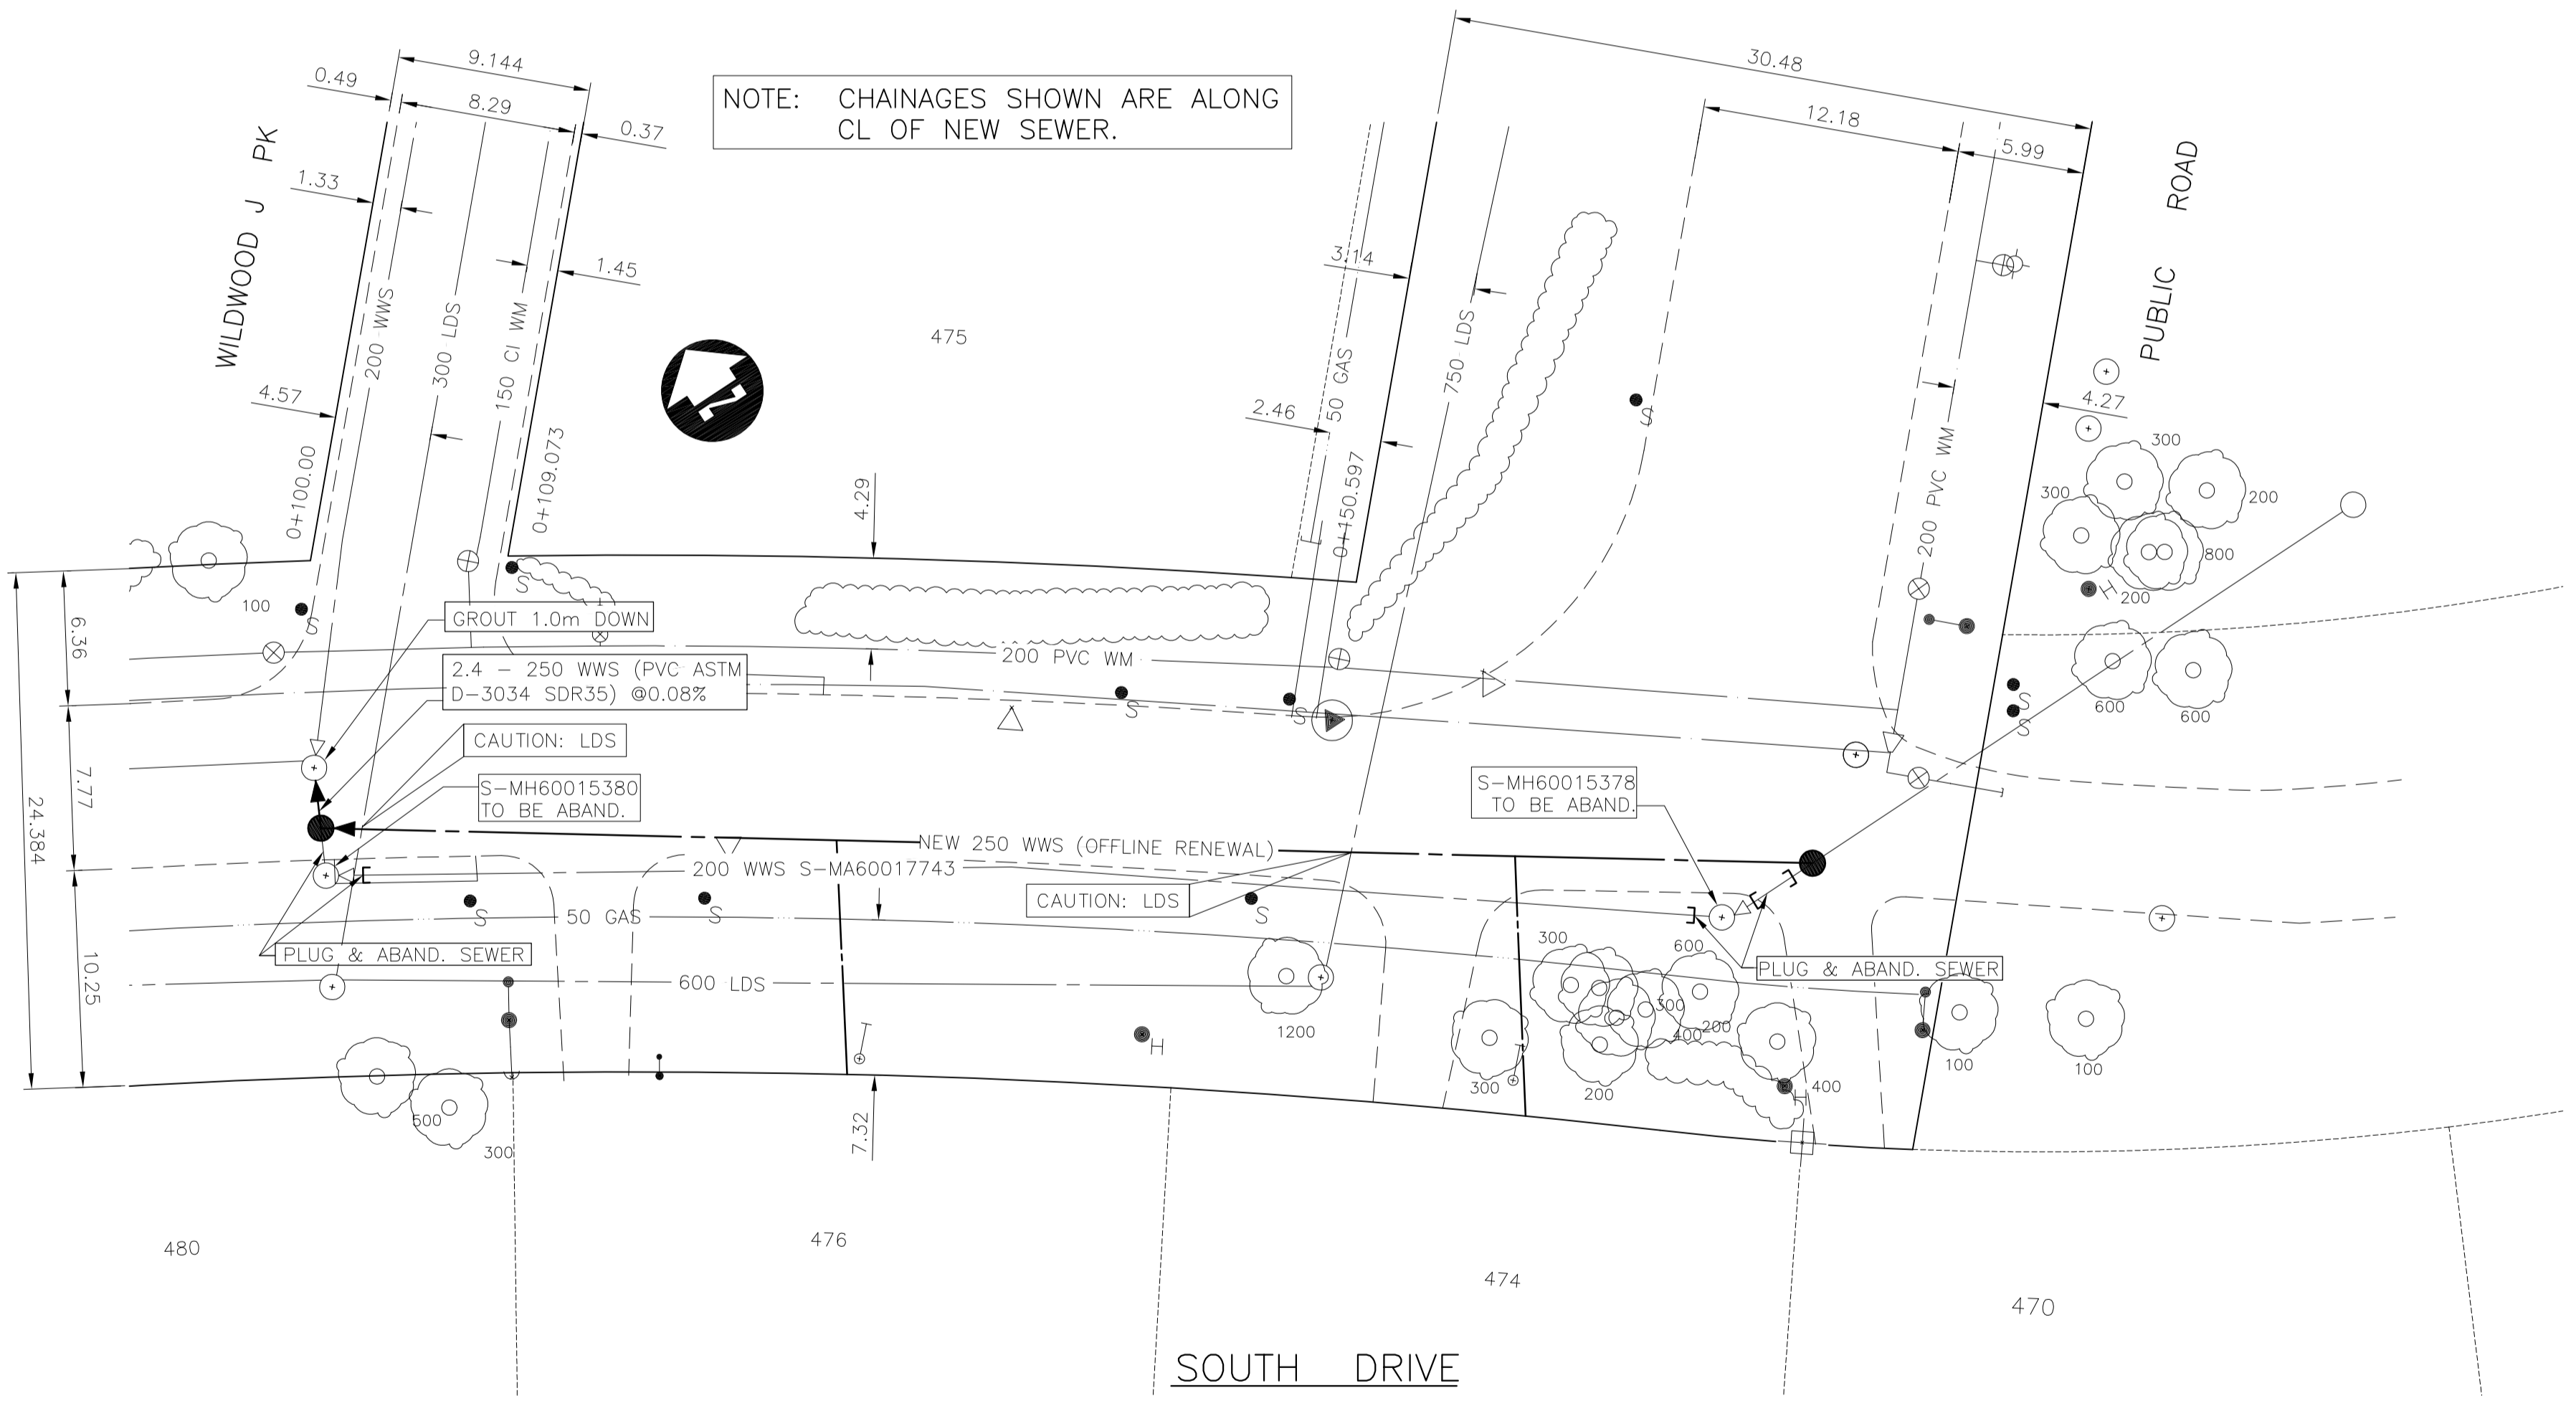 9.144
0.49
8.29
0.37
NOTE: CHAINAGES SHOWN ARE ALONG
CL OF NEW SEWER.
30.48
12.18
5.99
WILDWOOD J PK
PUBLIC ROAD
1.33
1.45
4.57
200 WWS
300 LDS
150 CI WM
0+100.00
0+109.073
475
4.29
3.14
2.46
50 GAS
0+150.597
750 LDS
S
200 PVC WM
4.27
300
200
300
800
H
200
600
600
S
S
100
S
S
GROUT 1.0m DOWN
2.4 - 250 WWS (PVC ASTM
D-3034 SDR35) @0.08%
200 PVC WM
S
S
CAUTION: LDS
S-MH60015380
TO BE ABAND.
S-MH60015378
TO BE ABAND.
6.36
7.77
24.384
10.25
NEW 250 WWS (OFFLINE RENEWAL)
200 WWS S-MA60017743
S
S
S
CAUTION: LDS
50 GAS
PLUG & ABAND. SEWER
PLUG & ABAND. SEWER
600 LDS
300
600
300
200
400
1200
H
300
200
400
H
100
100
500
300
7.32
480
476
474
470
SOUTH DRIVE